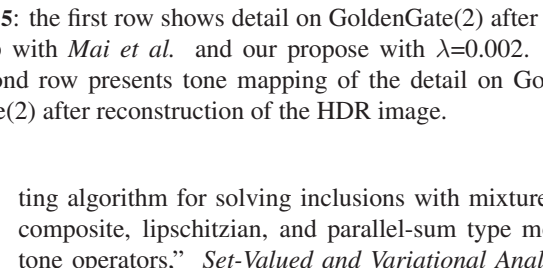 5: the first row shows detail on GoldenGate(2) after
with Mai et al. and our propose with λ=0.002.
ond row presents tone mapping of the detail on Go
e(2) after reconstruction of the HDR image.
ting algorithm for solving inclusions with mixture
composite, lipschitzian, and parallel-sum type mo
tone operators,” Set-Valued and Variational Anal